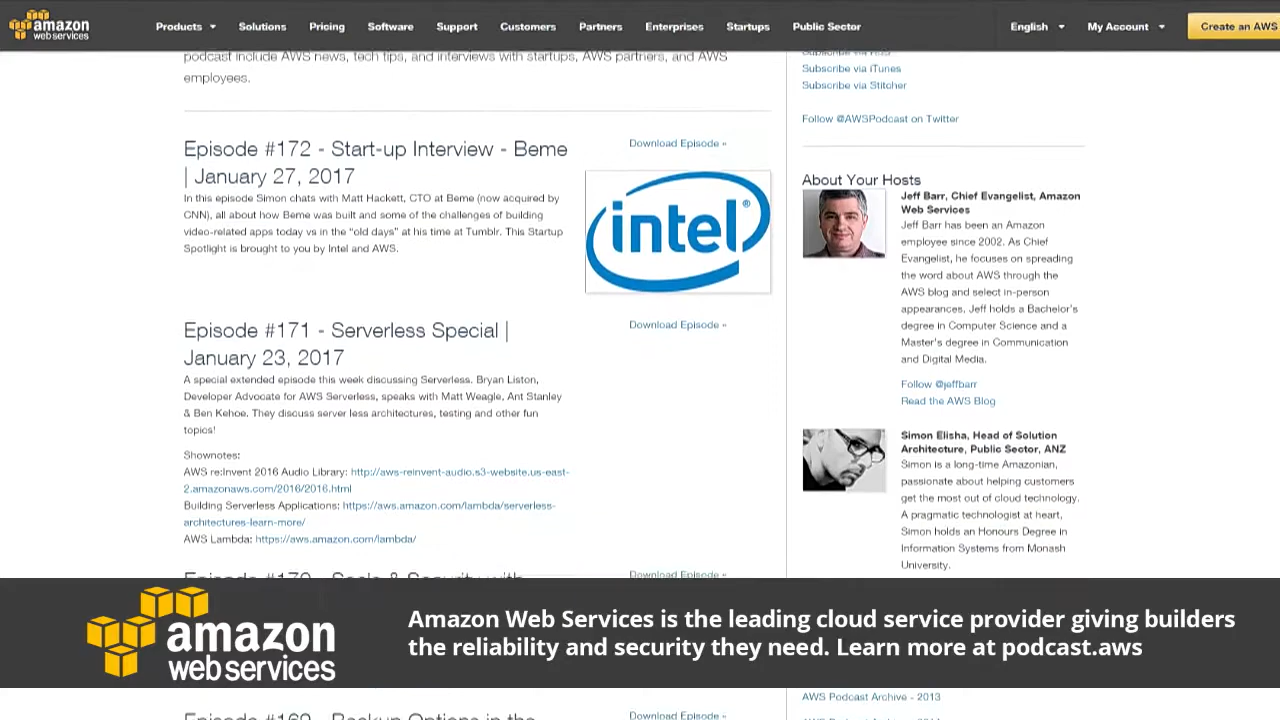 amazon
web services
Products
Solutions
Pricing
Software
Support
Customers
Partners
Enterprises
Startups
Public Sector
English
My Account
Create an AWS
podcast include AWS news, tech tips, and interviews with startups, AWS partners, and AWS
employees.
Episode #172 - Start-up Interview - Beme
| January 27, 2017
In this episode Simon chats with Matt Hackett, CTO at Beme (now acquired by
CNN), all about how Beme was built and some of the challenges of building
video-related apps today vs in the "old days" at his time at Tumblr. This Startup
Spotlight is brought to you by Intel and AWS.
Download Episode »
intel®
Episode #171 - Serverless Special |
January 23, 2017
A special extended episode this week discussing Serverless. Bryan Liston,
Developer Advocate for AWS Serverless, speaks with Matt Weagle, Ant Stanley
& Ben Kehoe. They discuss server less architectures, testing and other fun
topics!
Shownotes:
AWS re:Invent 2016 Audio Library: http://aws-reinvent-audio.s3-website.us-east-
2.amazonaws.com/2016/2016.html
Building Serverless Applications: https://aws.amazon.com/lambda/serverless-
architectures-learn-more/
AWS Lambda: https://aws.amazon.com/lambda/
Download Episode »
Episode #170 - Scale & Security with
Download Episode »
Subscribe via
Subscribe via iTunes
Subscribe via Stitcher
Follow @AWSPodcast on Twitter
About Your Hosts
Jeff Barr, Chief Evangelist, Amazon
Web Services
Jeff Barr has been an Amazon
employee since 2002. As Chief
Evangelist, he focuses on spreading
the word about AWS through the
AWS blog and select in-person
appearances. Jeff holds a Bachelor's
degree in Computer Science and a
Master's degree in Communication
and Digital Media.
Follow @jeffbarr
Read the AWS Blog
Simon Elisha, Head of Solution
Architecture, Public Sector, ANZ
Simon is a long-time Amazonian,
passionate about helping customers
get the most out of cloud technology.
A pragmatic technologist at heart,
Simon holds an Honours Degree in
Information Systems from Monash
University.
amazon
web services
Amazon Web Services is the leading cloud service provider giving builders
the reliability and security they need. Learn more at podcast.aws
Episode #169 - Backup Options in the
Download Episode »
AWS Podcast Archive - 2013